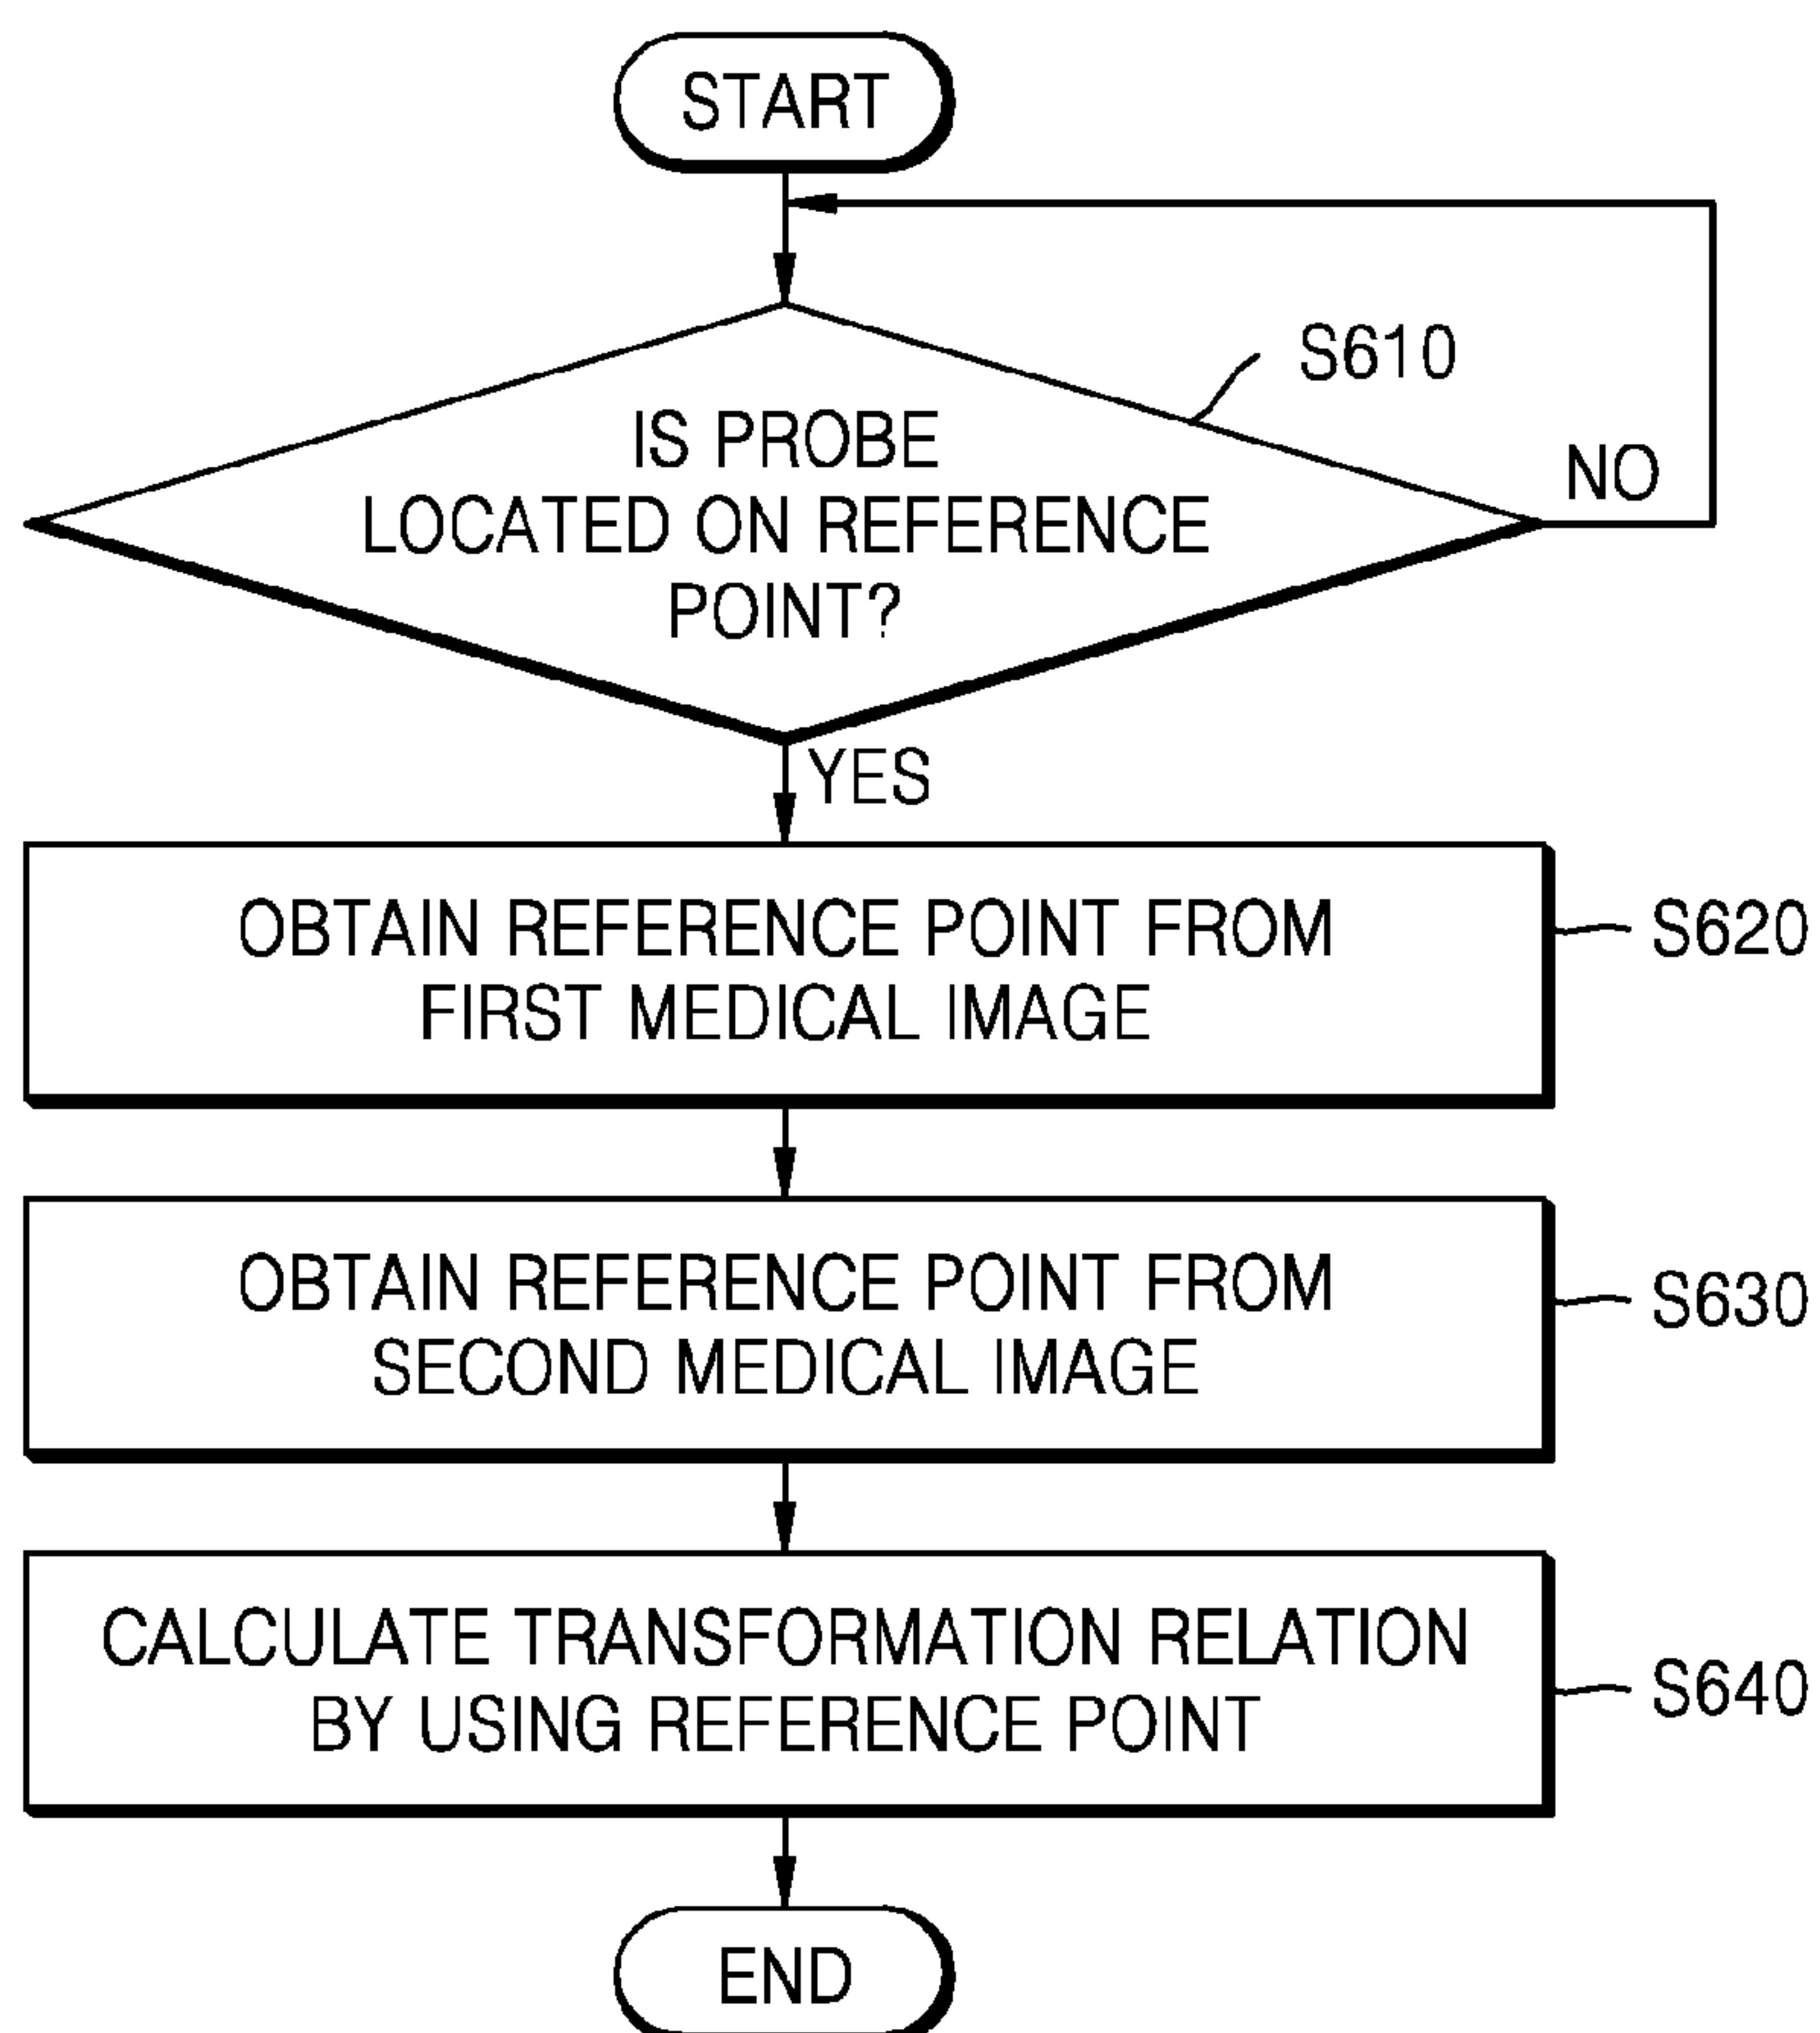 START
S610
IS PROBE
LOCATED ON REFERENCE
POINT?
NO
YES
OBTAIN REFERENCE POINT FROM
FIRST MEDICAL IMAGE
S620
OBTAIN REFERENCE POINT FROM
SECOND MEDICAL IMAGE
S630
CALCULATE TRANSFORMATION RELATION
BY USING REFERENCE POINT
S640
END